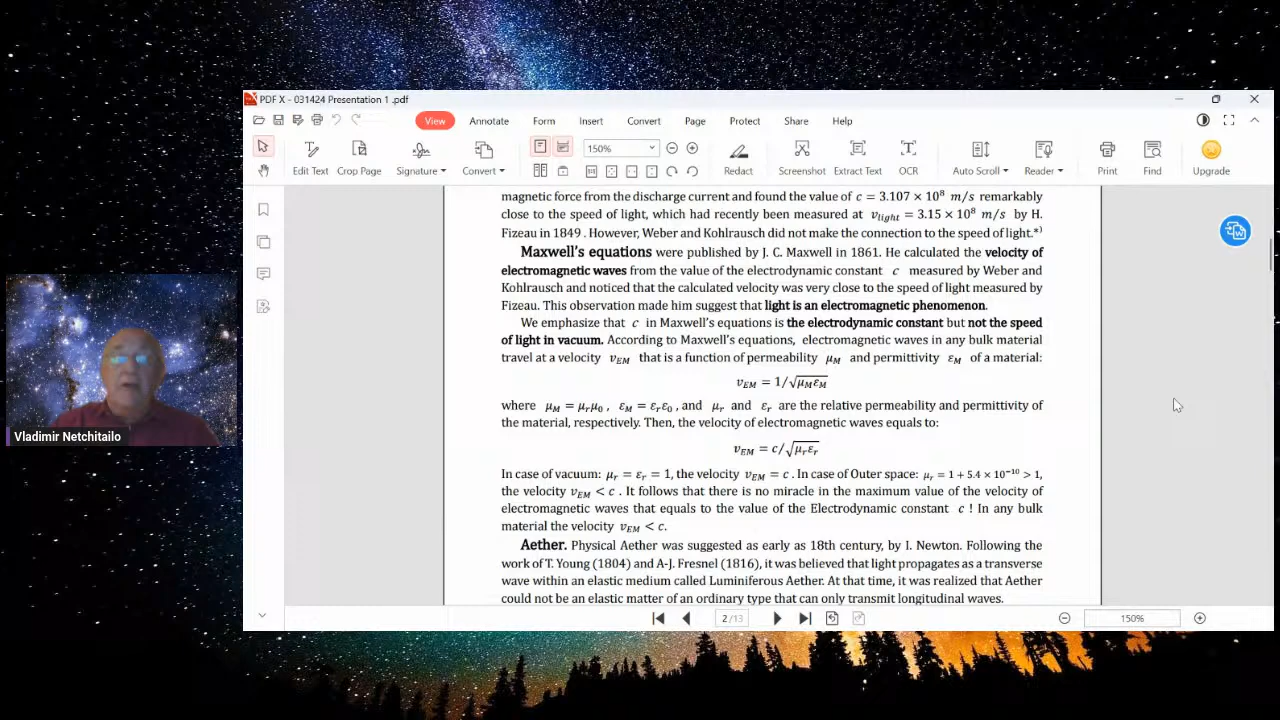 PDF X - 031424 Presentation 1 .pdf
View Annotate Form Insert Convert Page Protect Share Help
150%
Edit Text Crop Page Signature Convert Redact Screenshot Extract Text OCR Auto Scroll Reader Print Find Upgrade
magnetic force from the discharge current and found the value of c = 3.107 × 10⁸ m/s remarkably
close to the speed of light, which had recently been measured at v_light = 3.15 × 10⁸ m/s by H.
Fizeau in 1849 . However, Weber and Kohlrausch did not make the connection to the speed of light.*⁾
Maxwell's equations were published by J. C. Maxwell in 1861. He calculated the velocity of
electromagnetic waves from the value of the electrodynamic constant c measured by Weber and
Kohlrausch and noticed that the calculated velocity was very close to the speed of light measured by
Fizeau. This observation made him suggest that light is an electromagnetic phenomenon.
We emphasize that c in Maxwell's equations is the electrodynamic constant but not the speed
of light in vacuum. According to Maxwell's equations, electromagnetic waves in any bulk material
travel at a velocity v_EM that is a function of permeability μ_M and permittivity ε_M of a material:
v_EM = 1/√μ_Mε_M
where μ_M = μ_rμ_0 , ε_M = ε_rε_0 , and μ_r and ε_r are the relative permeability and permittivity of
the material, respectively. Then, the velocity of electromagnetic waves equals to:
v_EM = c/√μ_rε_r
In case of vacuum: μ_r = ε_r = 1, the velocity v_EM = c . In case of Outer space: μ_r = 1 + 5.4 × 10⁻¹⁰ > 1,
the velocity v_EM < c . It follows that there is no miracle in the maximum value of the velocity of
electromagnetic waves that equals to the value of the Electrodynamic constant c ! In any bulk
material the velocity v_EM < c.
Aether. Physical Aether was suggested as early as 18th century, by I. Newton. Following the
work of T. Young (1804) and A-J. Fresnel (1816), it was believed that light propagates as a transverse
wave within an elastic medium called Luminiferous Aether. At that time, it was realized that Aether
could not be an elastic matter of an ordinary type that can only transmit longitudinal waves.
2 /13
150%
Vladimir Netchitailo